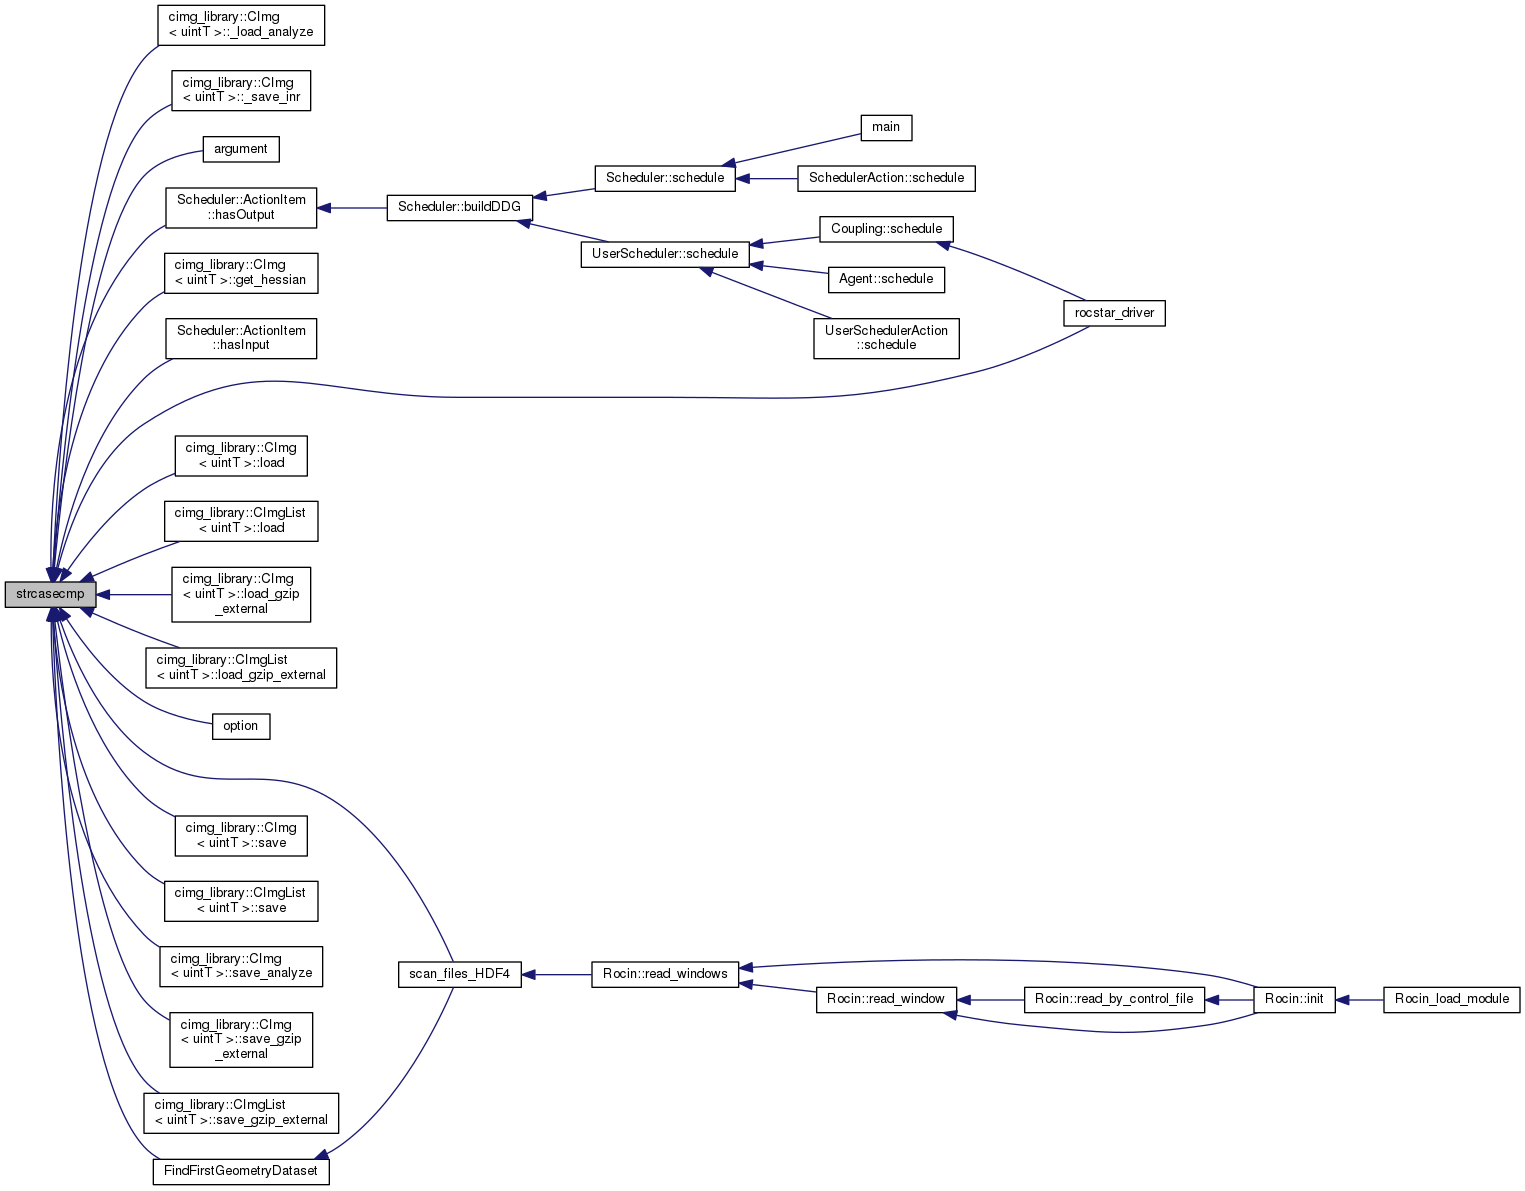 cimg_library::CImg
< uintT >::_load_analyze
cimg_library::CImg
< uintT >::_save_inr
argument
Scheduler::ActionItem
::hasOutput
cimg_library::CImg
< uintT >::get_hessian
Scheduler::ActionItem
::hasInput
cimg_library::CImg
< uintT >::load
cimg_library::CImgList
< uintT >::load
cimg_library::CImg
< uintT >::load_gzip
_external
cimg_library::CImgList
< uintT >::load_gzip_external
option
cimg_library::CImg
< uintT >::save
cimg_library::CImgList
< uintT >::save
cimg_library::CImg
< uintT >::save_analyze
cimg_library::CImg
< uintT >::save_gzip
_external
cimg_library::CImgList
< uintT >::save_gzip_external
FindFirstGeometryDataset
strcasecmp
Scheduler::buildDDG
Scheduler::schedule
main
SchedulerAction::schedule
UserScheduler::schedule
Coupling::schedule
Agent::schedule
UserSchedulerAction
::schedule
rocstar_driver
scan_files_HDF4
Rocin::read_windows
Rocin::read_window
Rocin::read_by_control_file
Rocin::init
Rocin_load_module